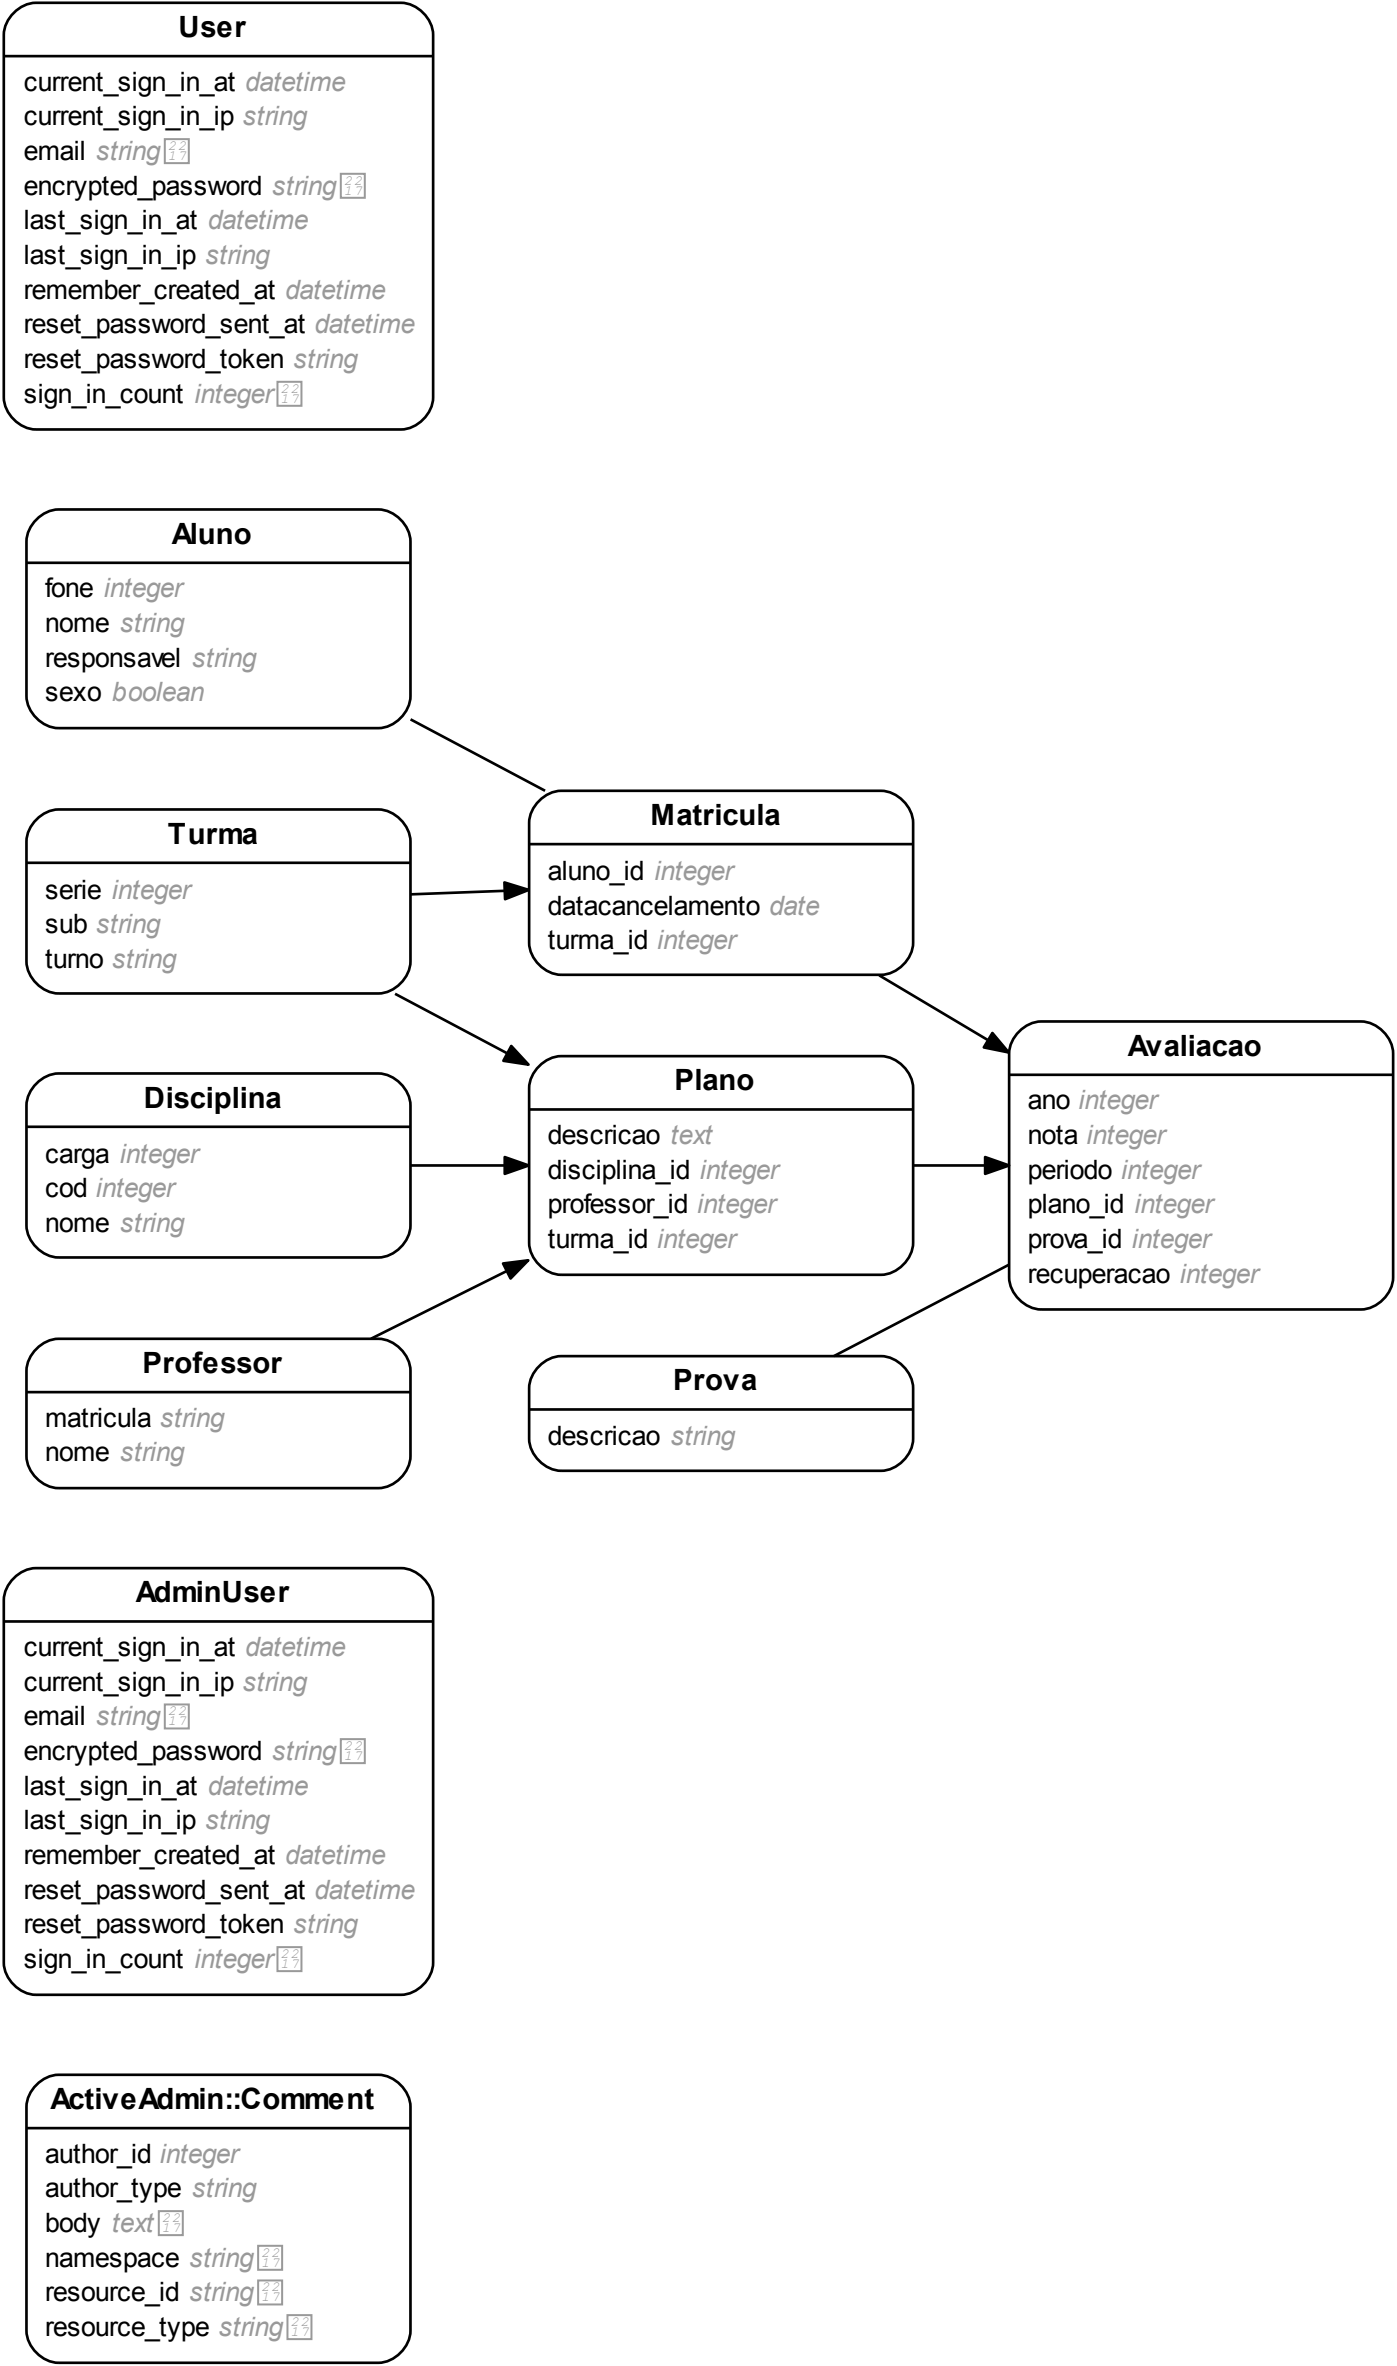 User
current_sign_in_at datetime
current_sign_in_ip string
email string
encrypted_password string
last_sign_in_at datetime
last_sign_in_ip string
remember_created_at datetime
reset_password_sent_at datetime
reset_password_token string
sign_in_count integer
Aluno
fone integer
nome string
responsavel string
sexo boolean
Turma
serie integer
sub string
turno string
Matricula
aluno_id integer
datacancelamento date
turma_id integer
Disciplina
carga integer
cod integer
nome string
Plano
descricao text
disciplina_id integer
professor_id integer
turma_id integer
Avaliacao
ano integer
nota integer
periodo integer
plano_id integer
prova_id integer
recuperacao integer
Professor
matricula string
nome string
Prova
descricao string
AdminUser
current_sign_in_at datetime
current_sign_in_ip string
email string
encrypted_password string
last_sign_in_at datetime
last_sign_in_ip string
remember_created_at datetime
reset_password_sent_at datetime
reset_password_token string
sign_in_count integer
ActiveAdmin::Comment
author_id integer
author_type string
body text
namespace string
resource_id string
resource_type string